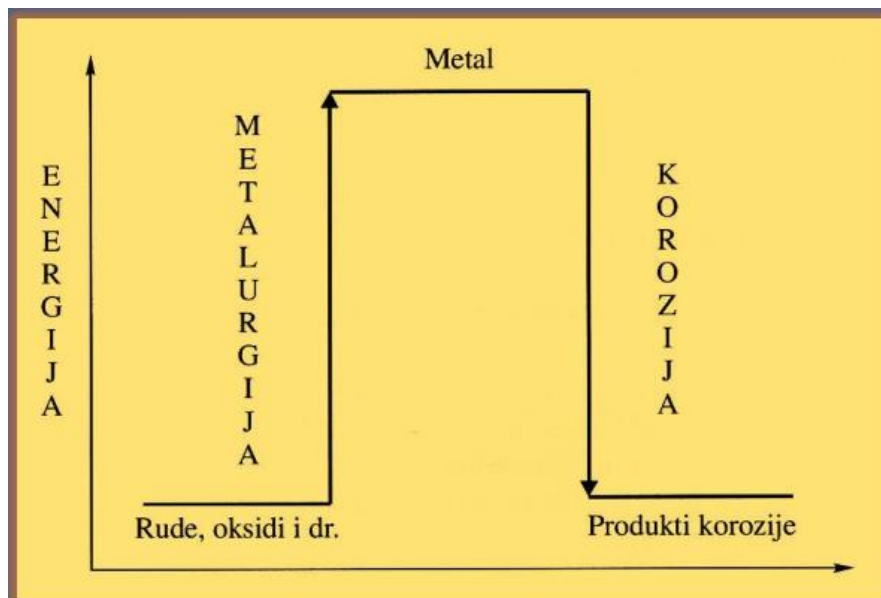 Metal
ENERGIJA
METALURGIJA
KOROZIJA
Rude, oksidi i dr.
Produkti korozije